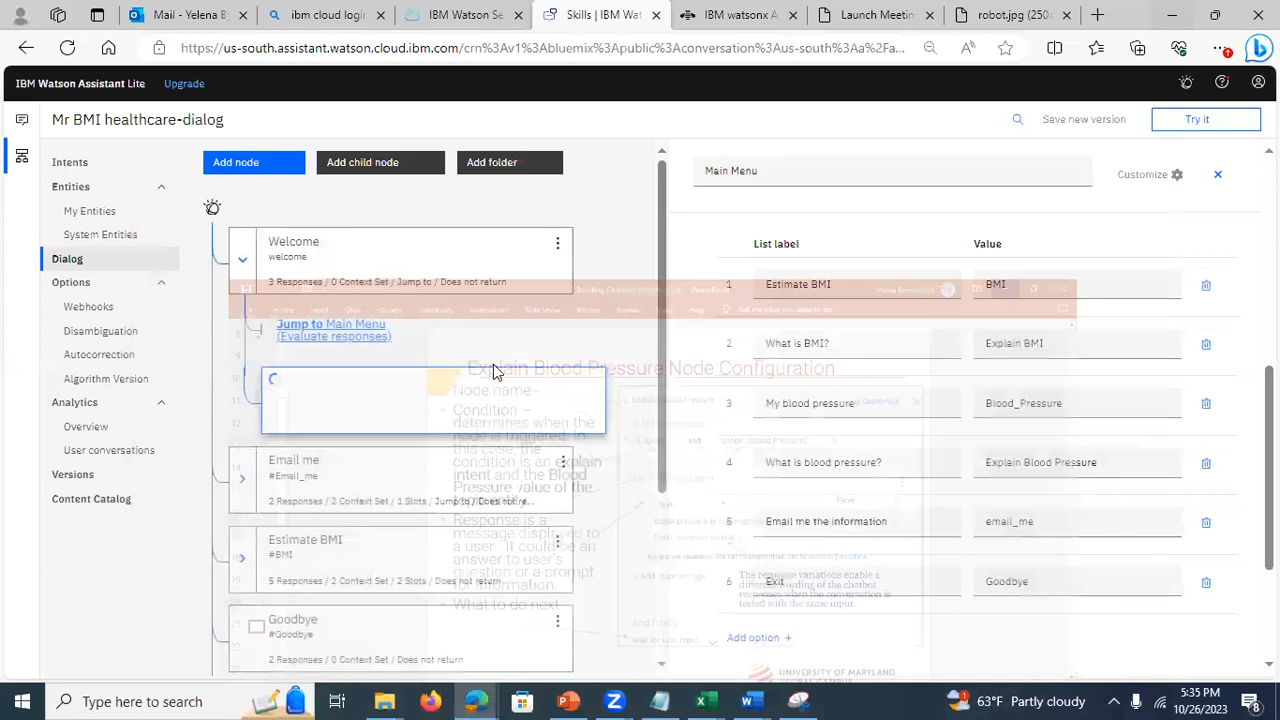 Mail - Yelena B
ibm cloud login
IBM Watson Se
Skills | IBM Wat
IBM watsonx A
Launch Meetin
robot.jpg (250×
https://us-south.assistant.watson.cloud.ibm.com/crn%3Av1%3Abluemix%3Apublic%3Aconversation%3Aus-south%3Aa%2Fa...
IBM Watson Assistant Lite
Upgrade
Mr BMI healthcare-dialog
Save new version
Try it
Intents
Entities
My Entities
System Entities
Dialog
Options
Webhooks
Disambiguation
Autocorrection
Algorithm Version
Analytics
Overview
User conversations
Versions
Content Catalog
Add node
Add child node
Add folder
Welcome
welcome
3 Responses / 0 Context Set / Jump to / Does not return
Jump to Main Menu
(Evaluate responses)
Email me
#Email_me
2 Responses / 2 Context Set / 1 Slots / Jump to / Does not re...
Estimate BMI
#BMI
5 Responses / 2 Context Set / 2 Slots / Does not return
Goodbye
#Goodbye
2 Responses / 0 Context Set / Does not return
Main Menu
Customize
List label
Value
1
Estimate BMI
BMI
2
What is BMI?
Explain BMI
3
My blood pressure
Blood_Pressure
4
What is blood pressure?
Explain Blood Pressure
Email me the information
email_me
6
Exit
Goodbye
Add option +
Explain Blood Pressure Node Configuration
Node name –
• Condition –
determines when the
node is triggered. In
this case, the
condition is an explain
intent and the Blood
Pressure value of the
• Response is a
message displayed to
a user. It could be an
answer to user's
question or a prompt
for information
• What to do next
The response variations enable a
different wording of the chatbot
responses when the conversation is
tested with the same input.
And finally
Wait for user input
UNIVERSITY OF MARYLAND
GLOBAL CAMPUS
Type here to search
63°F Partly cloudy
5:35 PM
10/26/2023
8